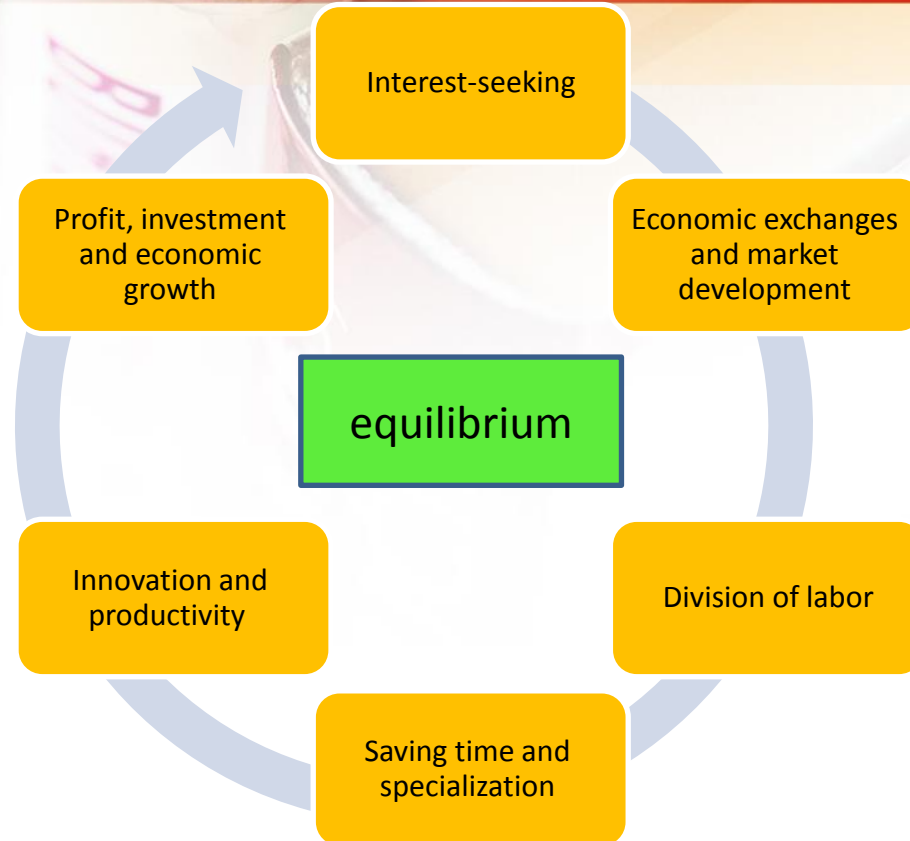 Interest-seeking
Economic exchanges
and market
development
Division of labor
Saving time and
specialization
Innovation and
productivity
Profit, investment
and economic
growth
equilibrium